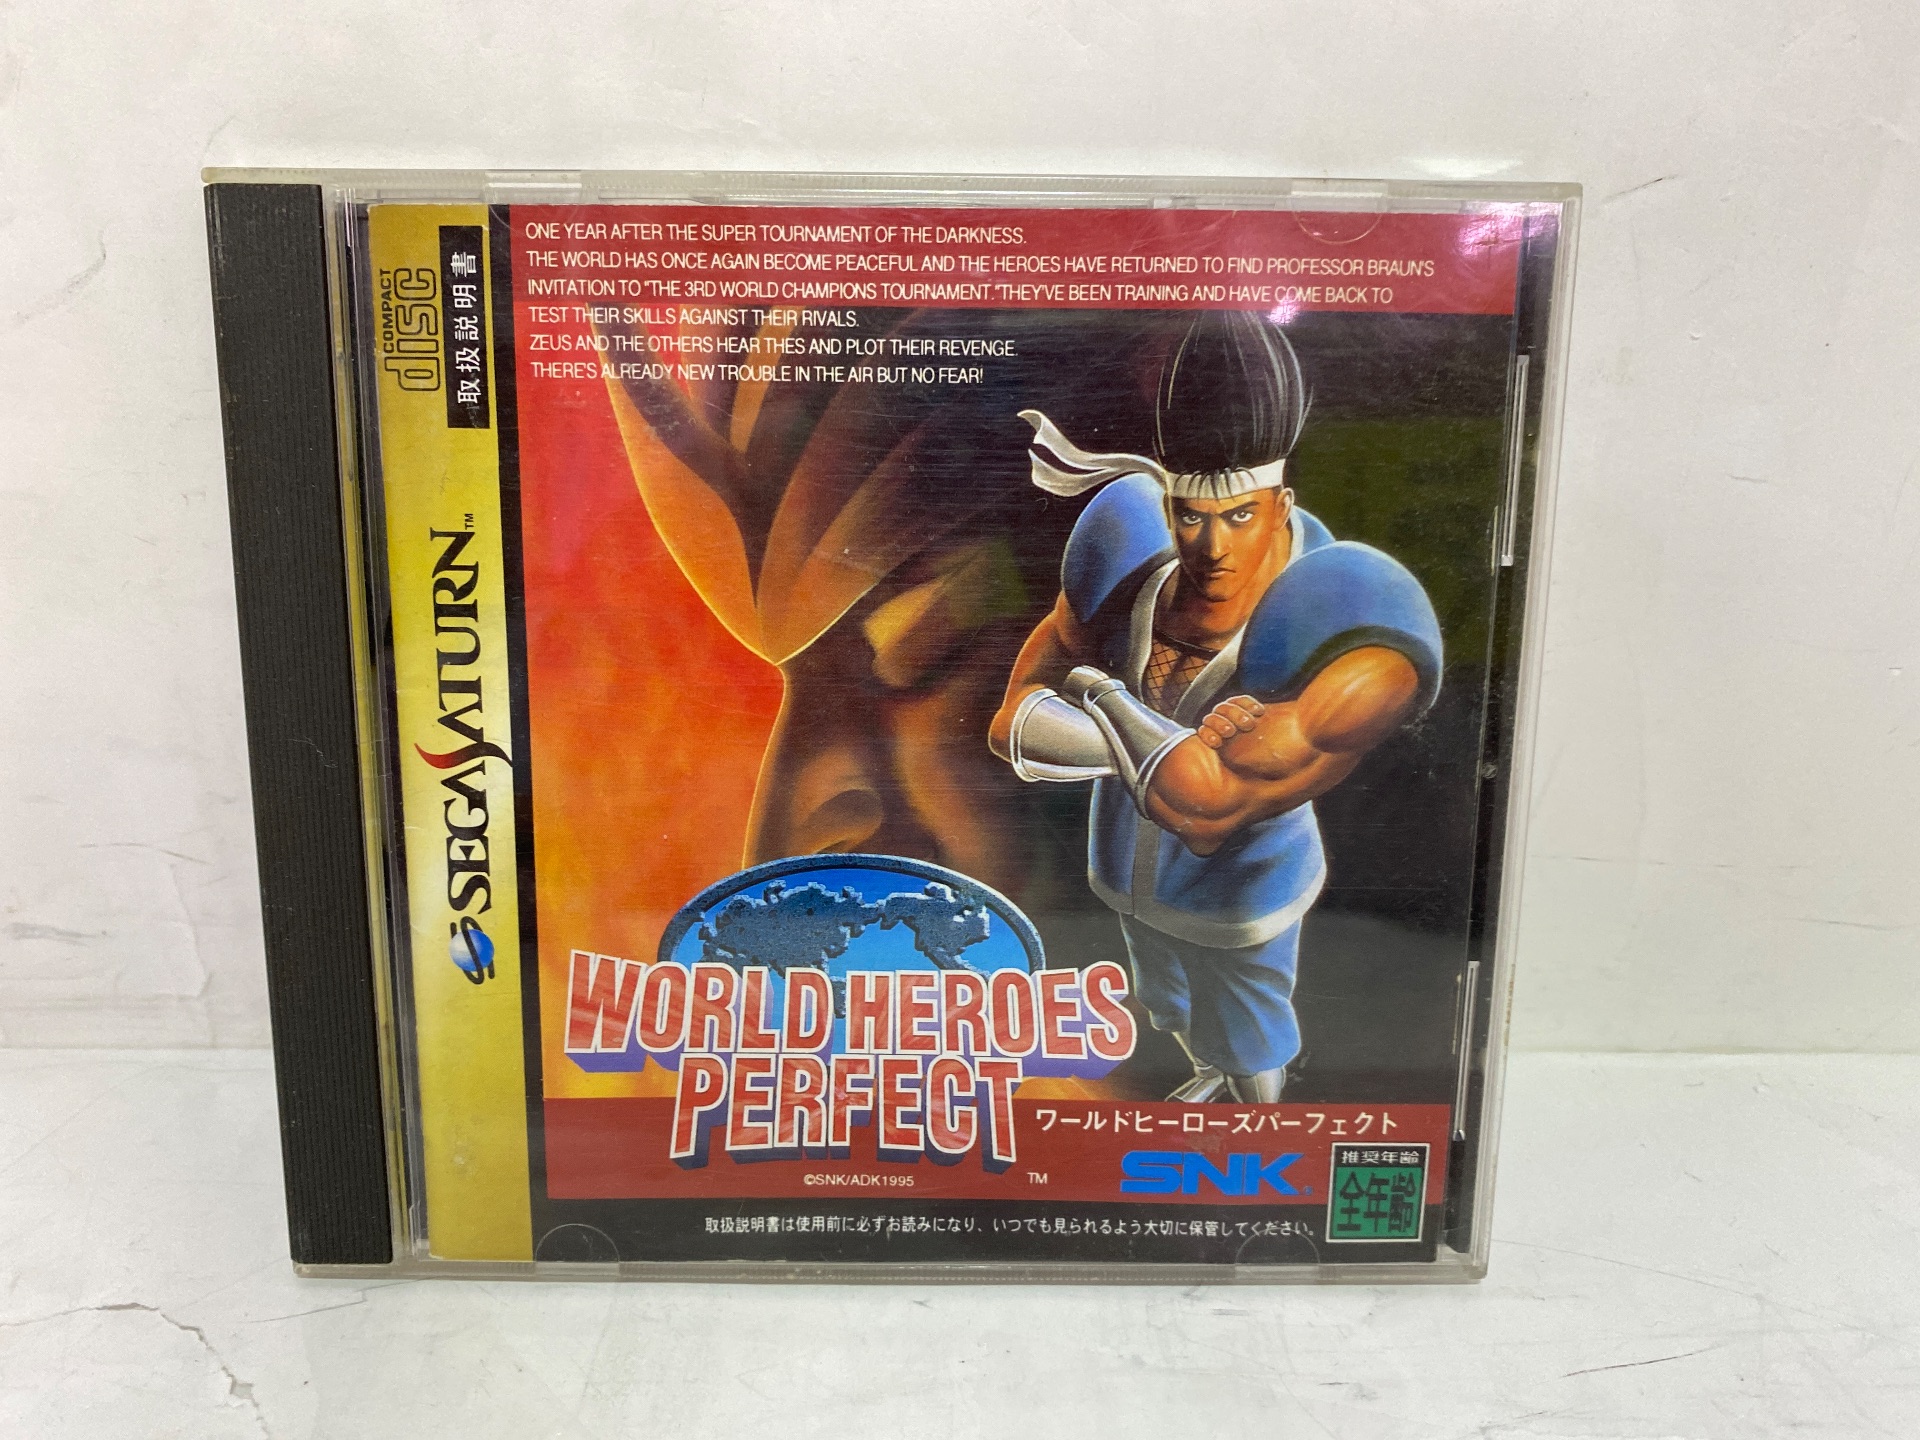 ONE YEAR AFTER THE SUPER TOURNAMENT OF THE DARKNESS.
THE WORLD HAS ONCE AGAIN BECOME PEACEFUL AND THE HEROES HAVE RETURNED TO FIND PROFESSOR BRAUN'S
INVITATION TO "THE 3RD WORLD CHAMPIONS TOURNAMENT." THEY'VE BEEN TRAINING AND HAVE COME BACK TO
TEST THEIR SKILLS AGAINST THEIR RIVALS.
ZEUS AND THE OTHERS HEAR THES AND PLOT THEIR REVENGE.
THERE'S ALREADY NEW TROUBLE IN THE AIR BUT NO FEAR!
COMPACT
disc
取扱説明書
SEGA SATURN™
WORLD HEROES
PERFECT
TM
ワールドヒーローズパーフェクト
©SNK/ADK1995
SNK®
推奨年齢
全年齢
取扱説明書は使用前に必ずお読みになり、いつでも見られるよう大切に保管してください。